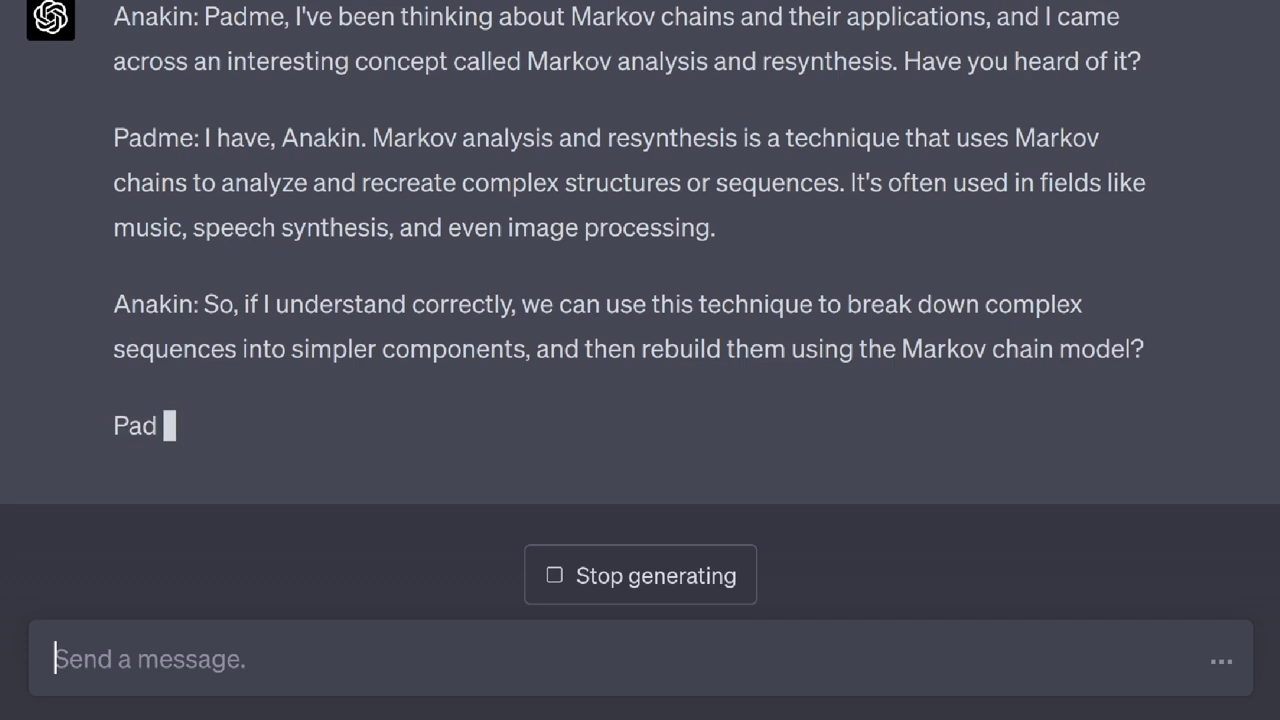 Anakin: Padme, I've been thinking about Markov chains and their applications, and I came
across an interesting concept called Markov analysis and resynthesis. Have you heard of it?
Padme: I have, Anakin. Markov analysis and resynthesis is a technique that uses Markov
chains to analyze and recreate complex structures or sequences. It's often used in fields like
music, speech synthesis, and even image processing.
Anakin: So, if I understand correctly, we can use this technique to break down complex
sequences into simpler components, and then rebuild them using the Markov chain model?
Pad
Stop generating
Send a message.